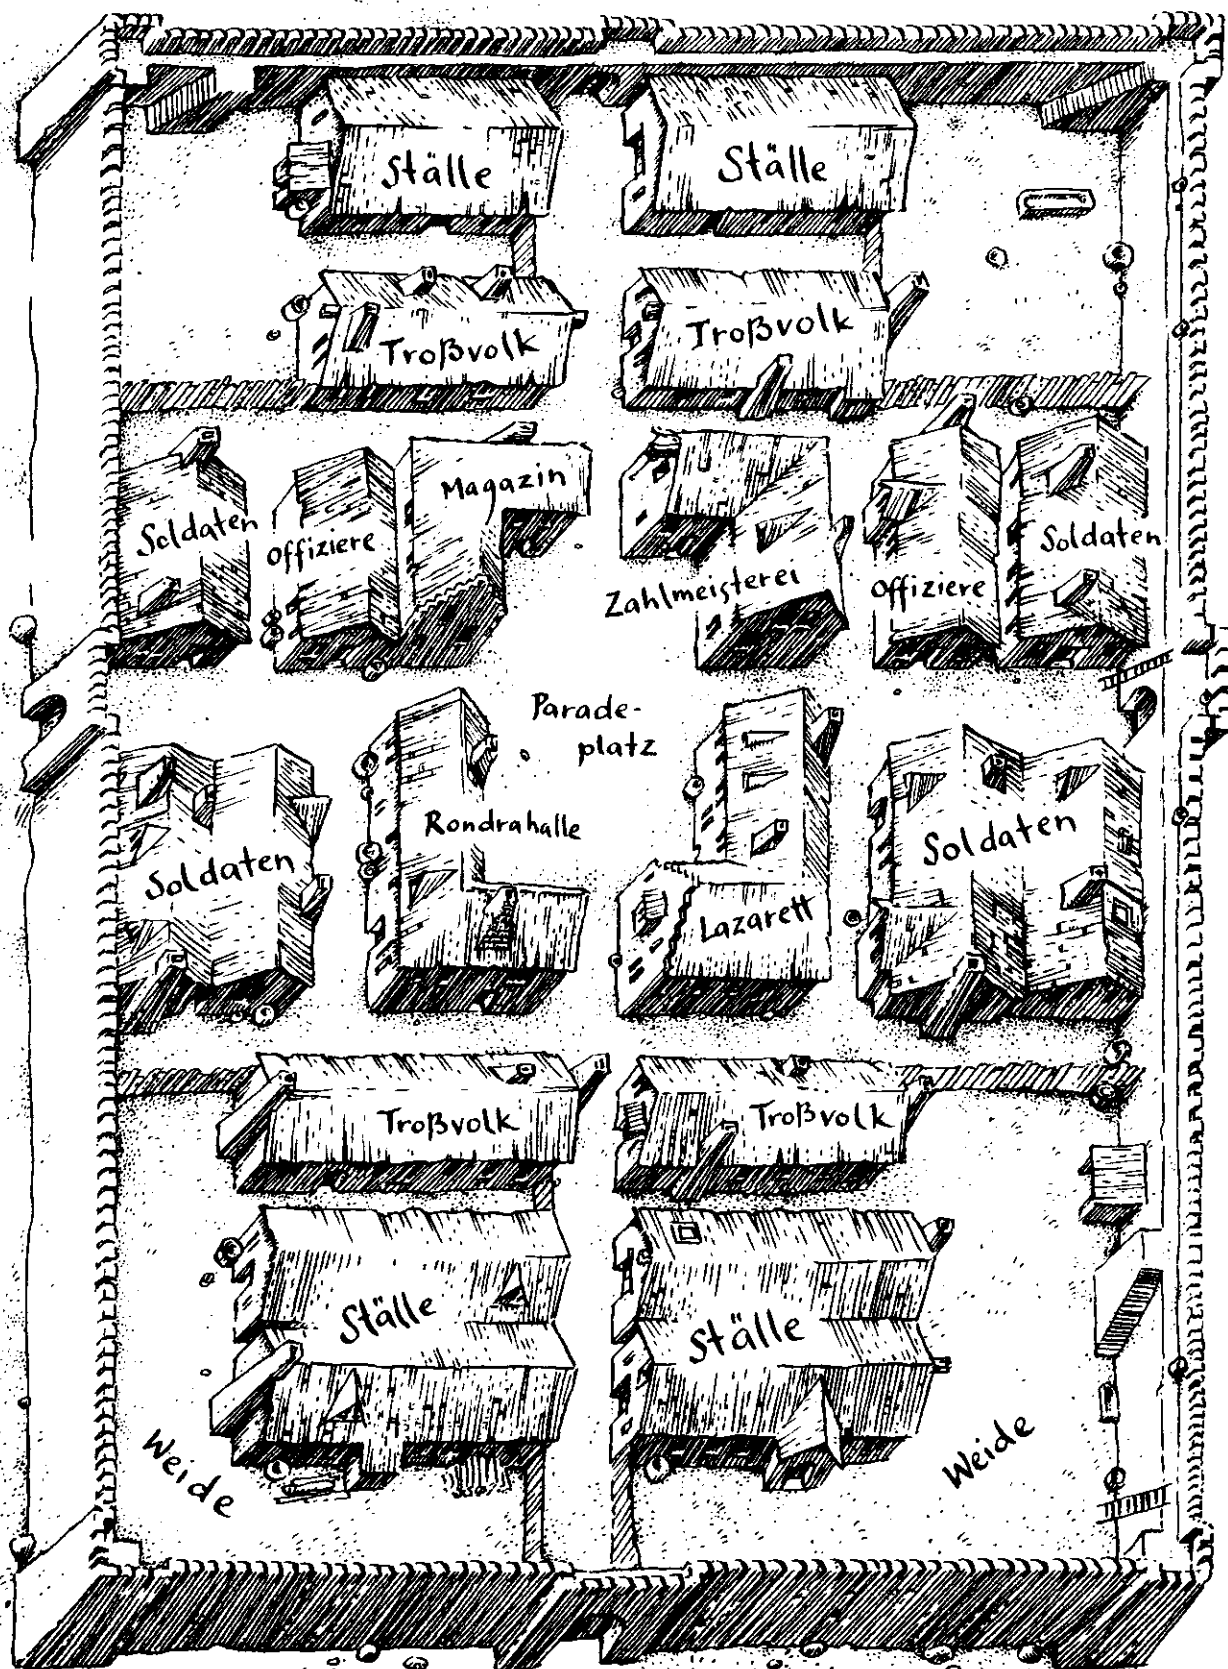 Ställe
Ställe
Troßvolk
Troßvolk
Soldaten
Offiziere
Magazin
Zahlmeisterei
Offiziere
Soldaten
Parade-
platz
Soldaten
Rondrahalle
Lazarett
Soldaten
Troßvolk
Troßvolk
Ställe
Ställe
Weide
Weide